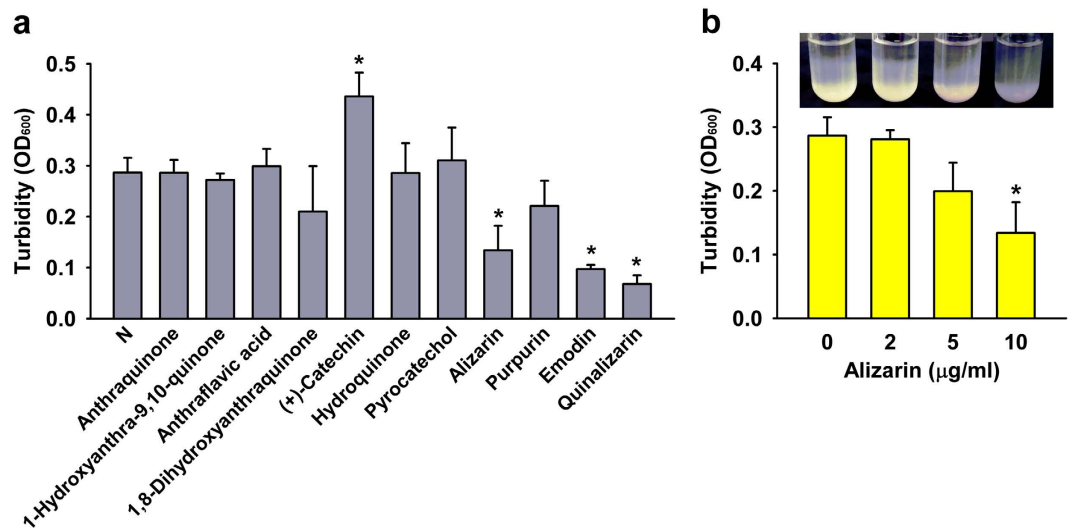 a
Turbidity (OD₆₀₀)
0.5
0.4
0.3
0.2
0.1
0.0
*
*
*
*
N
Anthraquinone
1-Hydroxyanthra-9,10-quinone
Anthraflavic acid
1,8-Dihydroxyanthraquinone
(+)-Catechin
Hydroquinone
Pyrocatechol
Alizarin
Purpurin
Emodin
Quinalizarin
b
Turbidity (OD₆₀₀)
0.4
0.3
0.2
0.1
0.0
*
0 2 5 10
Alizarin (μg/ml)